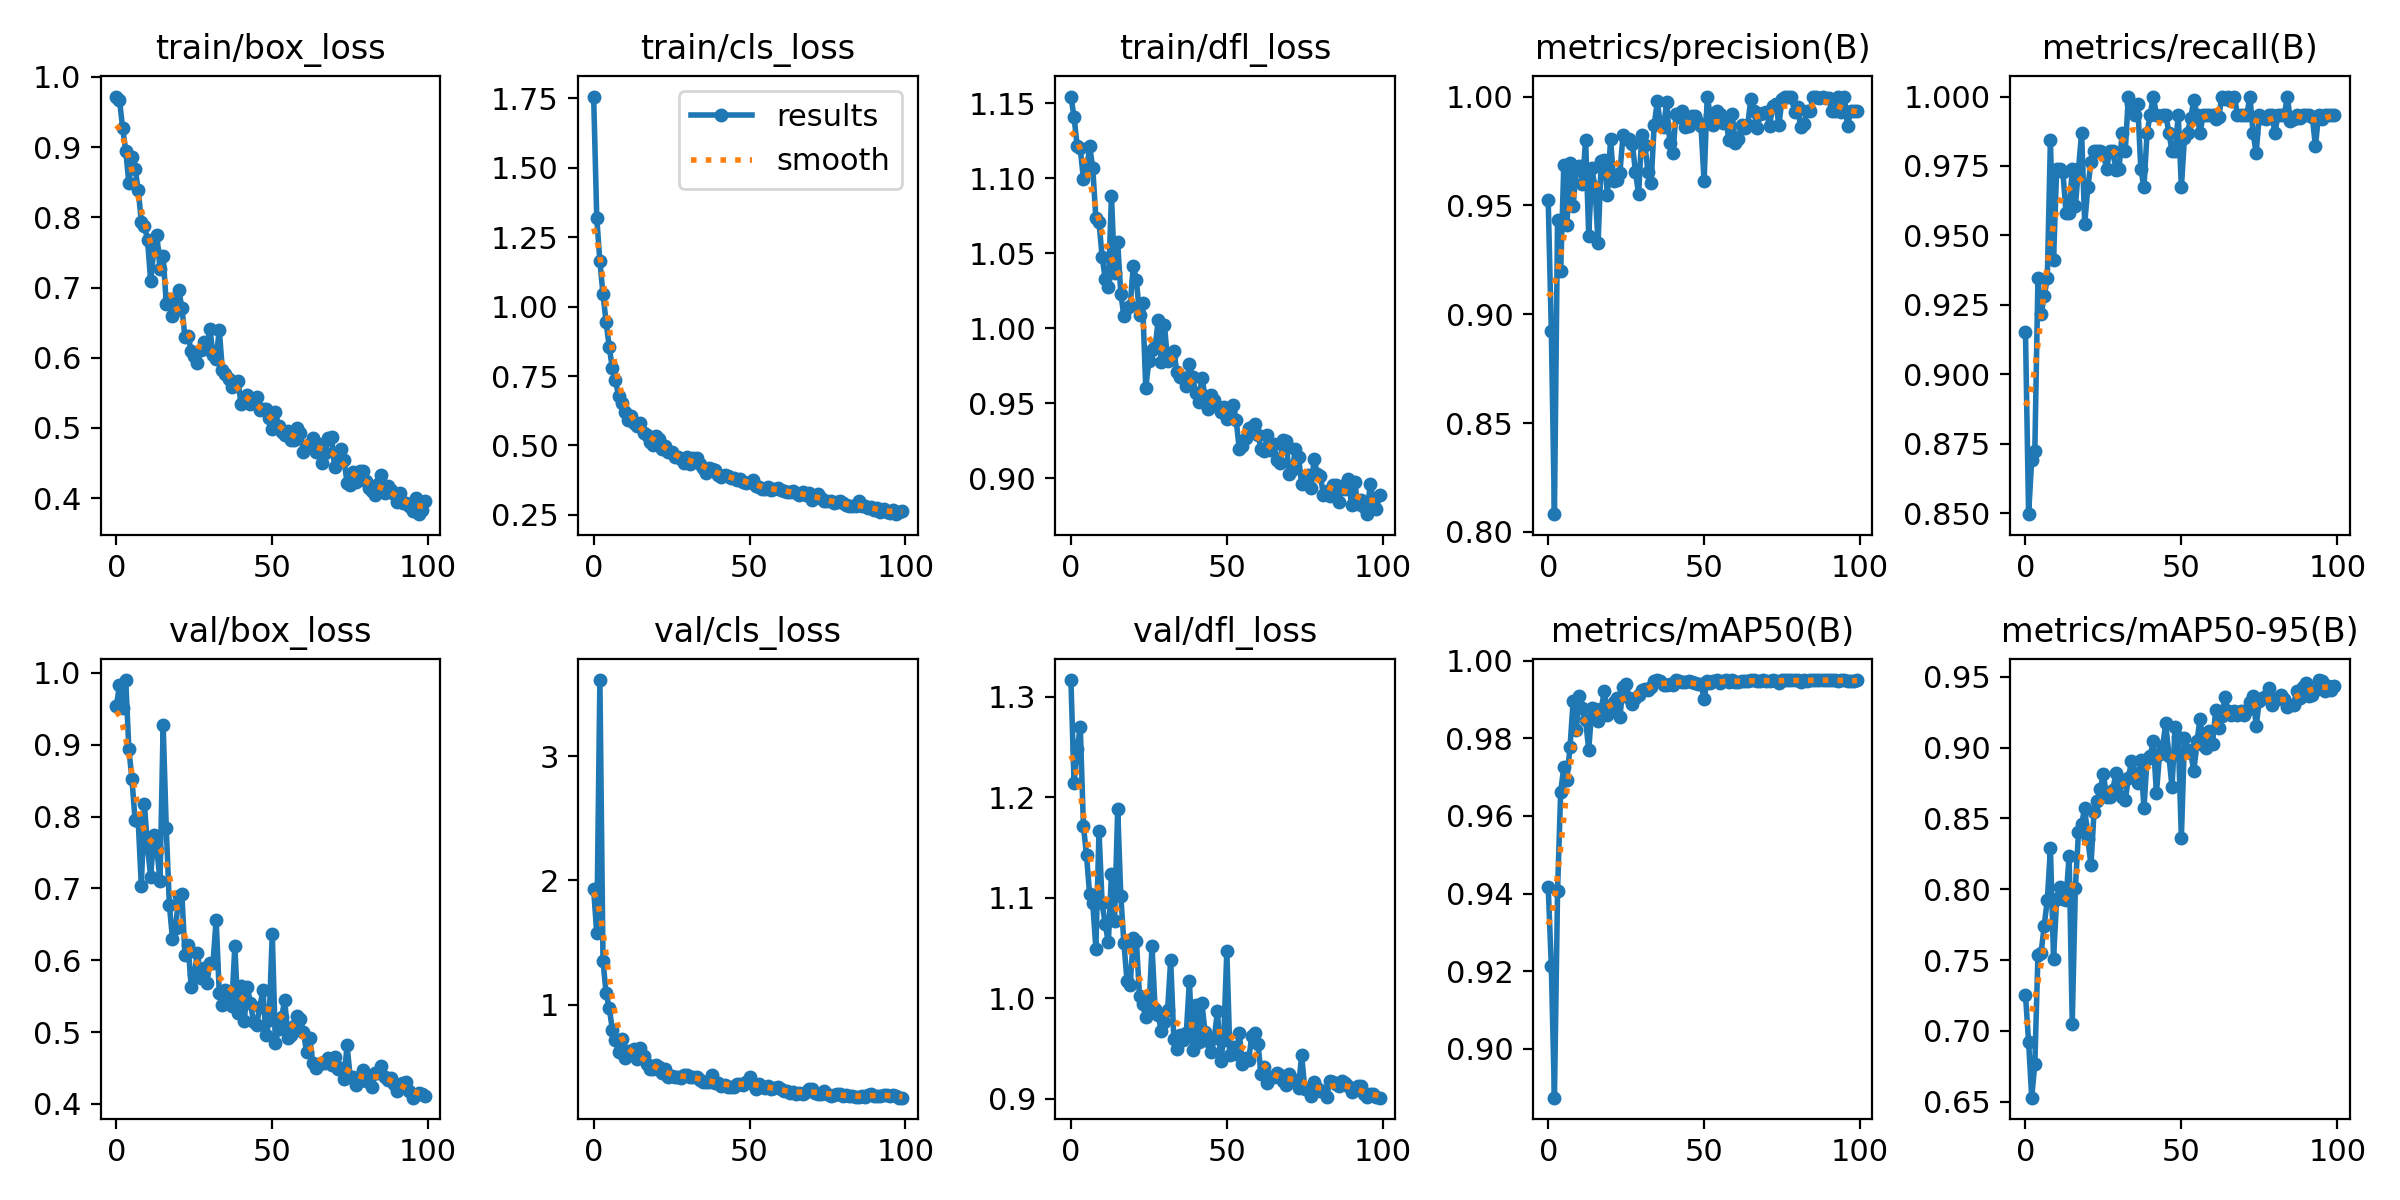 train/box_loss
1.0
0.9
0.8
0.7
0.6
0.5
0.4
0 50 100
train/cls_loss
results
smooth
1.75
1.50
1.25
1.00
0.75
0.50
0.25
0 50 100
train/dfl_loss
1.15
1.10
1.05
1.00
0.95
0.90
0 50 100
metrics/precision(B)
1.00
0.95
0.90
0.85
0.80
0 50 100
metrics/recall(B)
1.000
0.975
0.950
0.925
0.900
0.875
0.850
0 50 100
val/box_loss
1.0
0.9
0.8
0.7
0.6
0.5
0.4
0 50 100
val/cls_loss
3
2
1
0 50 100
val/dfl_loss
1.3
1.2
1.1
1.0
0.9
0 50 100
metrics/mAP50(B)
1.00
0.98
0.96
0.94
0.92
0.90
0 50 100
metrics/mAP50-95(B)
0.95
0.90
0.85
0.80
0.75
0.70
0.65
0 50 100